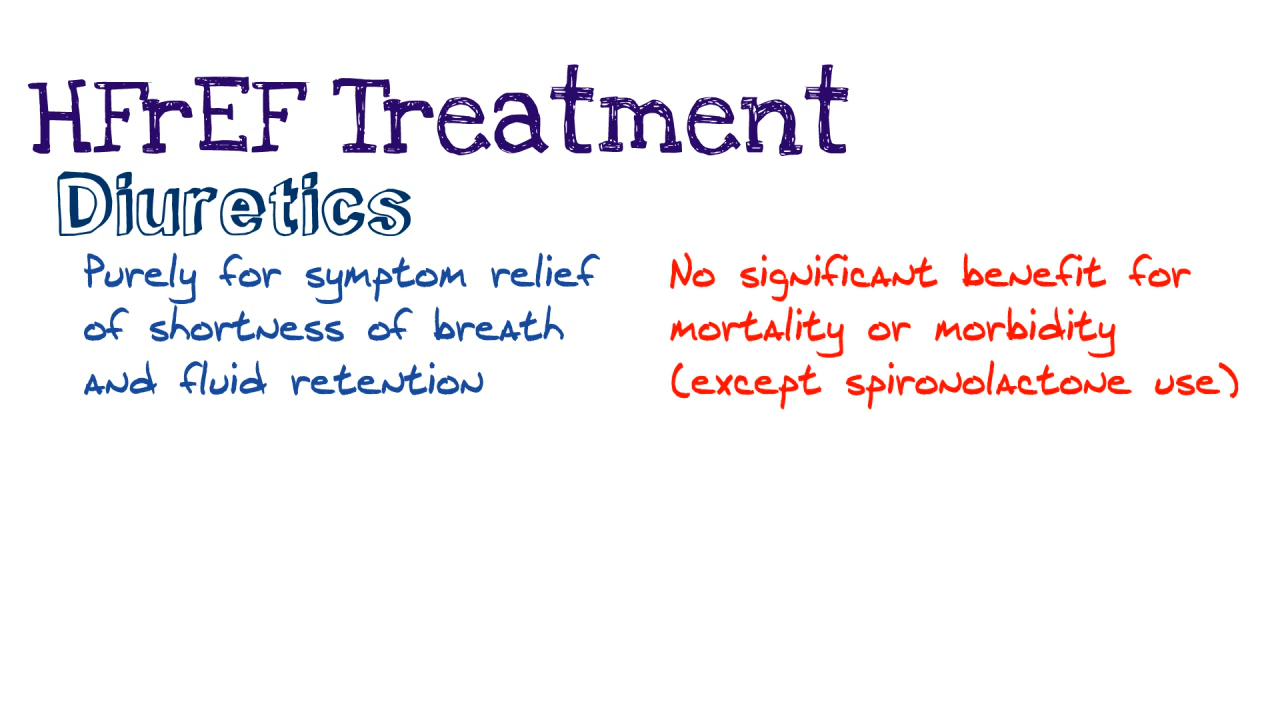 HFrEF Treatment
Diuretics
Purely for symptom relief
of shortness of breath
and fluid retention
No significant benefit for
mortality or morbidity
(except spironolactone use)